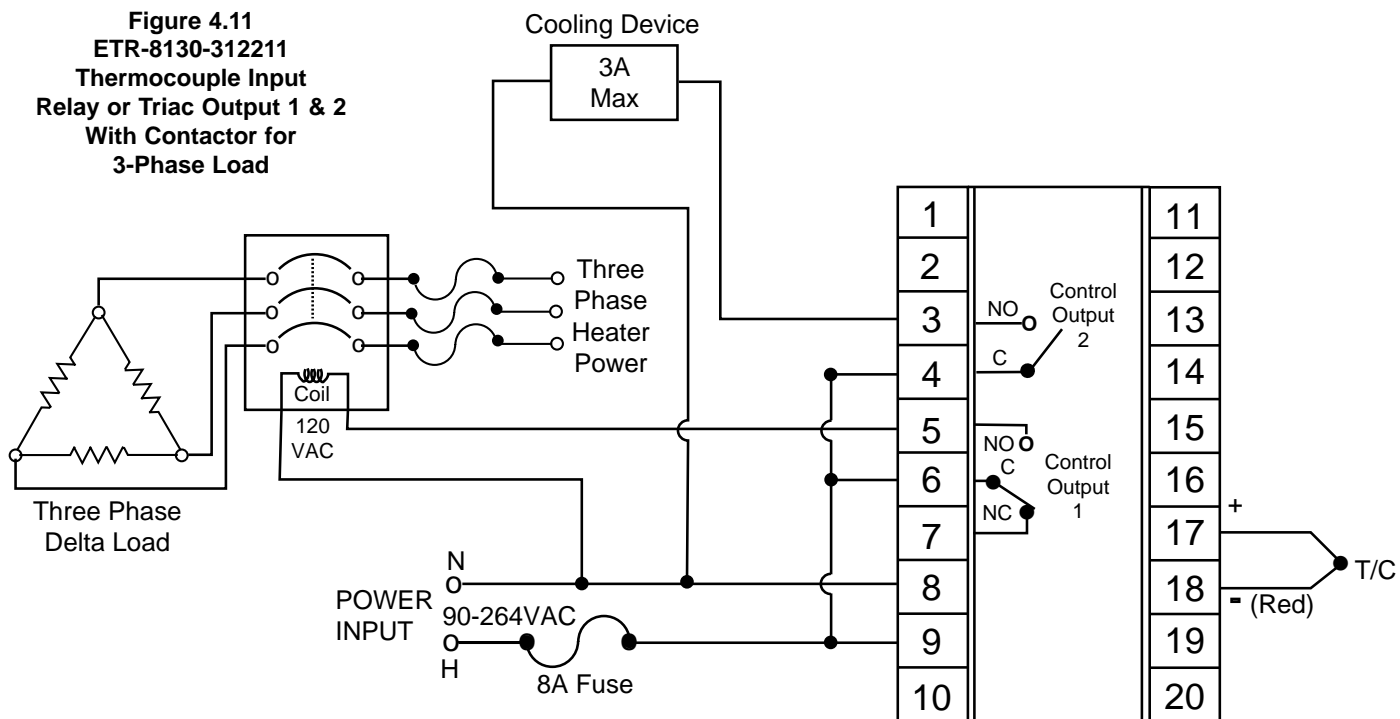 Figure 4.11
ETR-8130-312211
Thermocouple Input
Relay or Triac Output 1 & 2
With Contactor for
3-Phase Load
Cooling Device
3A
Max
Three
Phase
Heater
Power
Coil
120
VAC
Three Phase
Delta Load
N
POWER
INPUT
90-264VAC
H
8A Fuse
1
2
3
4
5
6
7
8
9
10
NO
C
Control
Output
2
NO
C
NC
Control
Output
1
11
12
13
14
15
16
17
18
19
20
+
T/C
- (Red)